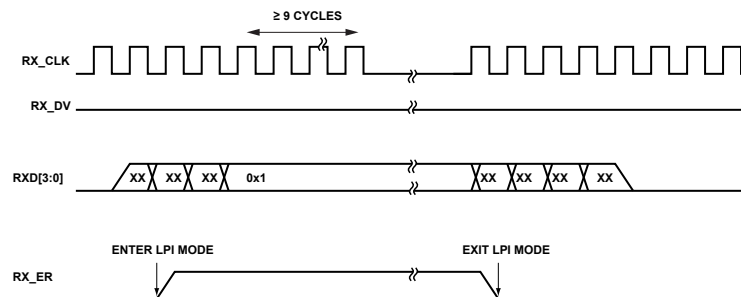 ≥ 9 CYCLES
RX_CLK
RX_DV
RXD[3:0] XX XX XX 0x1 XX XX XX XX
ENTER LPI MODE EXIT LPI MODE
RX_ER